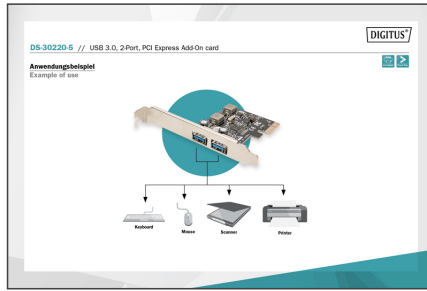 DIGITUS®
DS-30220-5 // USB 3.0, 2-Port, PCI Express Add-On card
Anwendungsbeispiel
Example of use
Keyboard
Mouse
Scanner
Printer